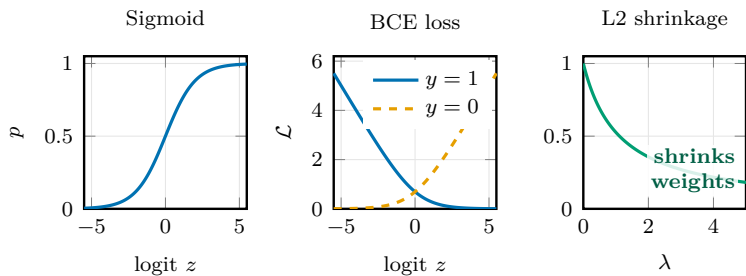 Sigmoid
1
0.5
0
p
−5
0
5
logit z
BCE loss
6
4
2
0
ℒ
y = 1
y = 0
−5
0
5
logit z
L2 shrinkage
1
0.5
0
shrinks
weights
0
2
4
λ